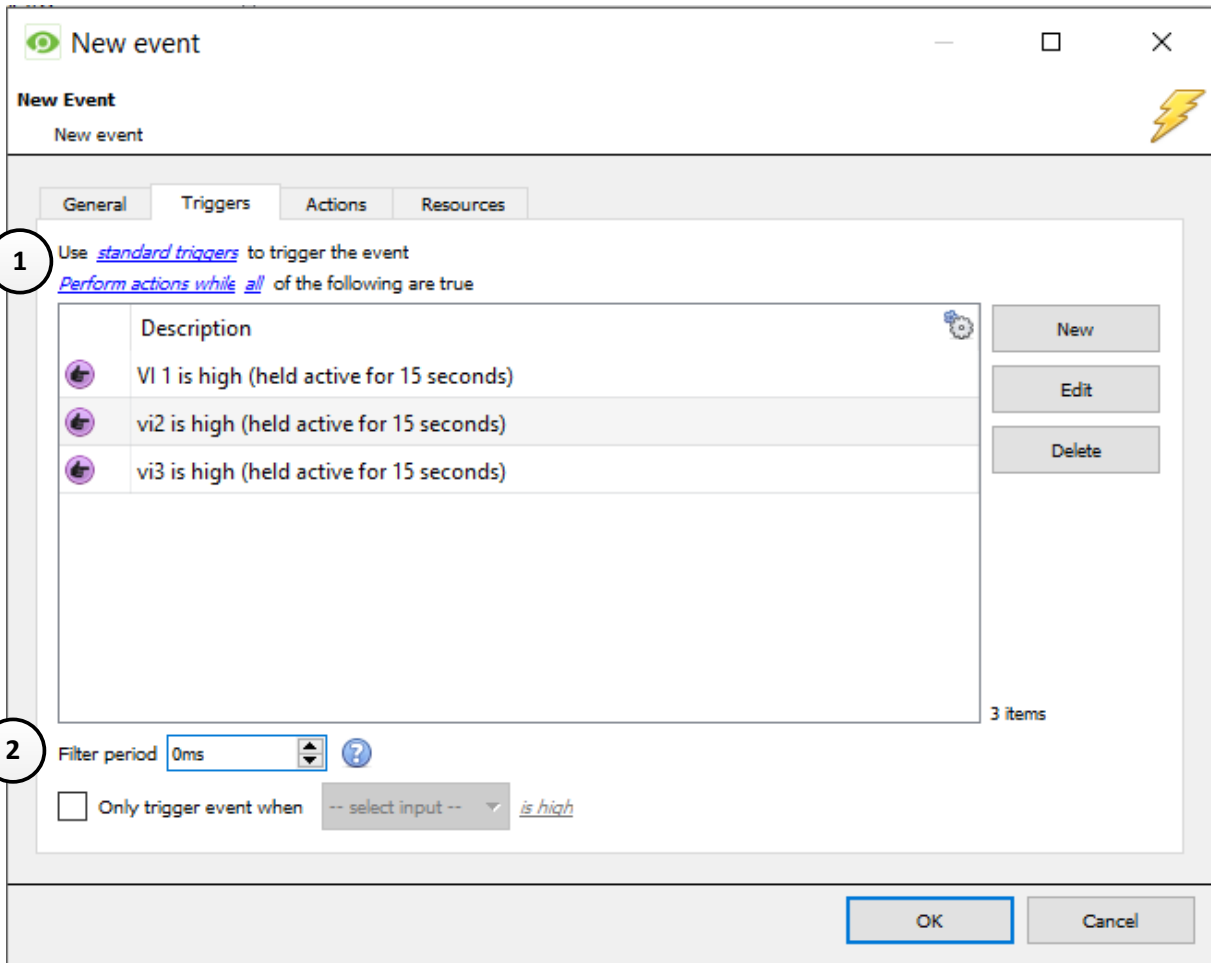 New event
New Event
New event
General Triggers Actions Resources
1
Use standard triggers to trigger the event
Perform actions while all of the following are true
Description
New
VI 1 is high (held active for 15 seconds)
Edit
vi2 is high (held active for 15 seconds)
Delete
vi3 is high (held active for 15 seconds)
3 items
2
Filter period 0ms ?
Only trigger event when -- select input -- is high
OK Cancel